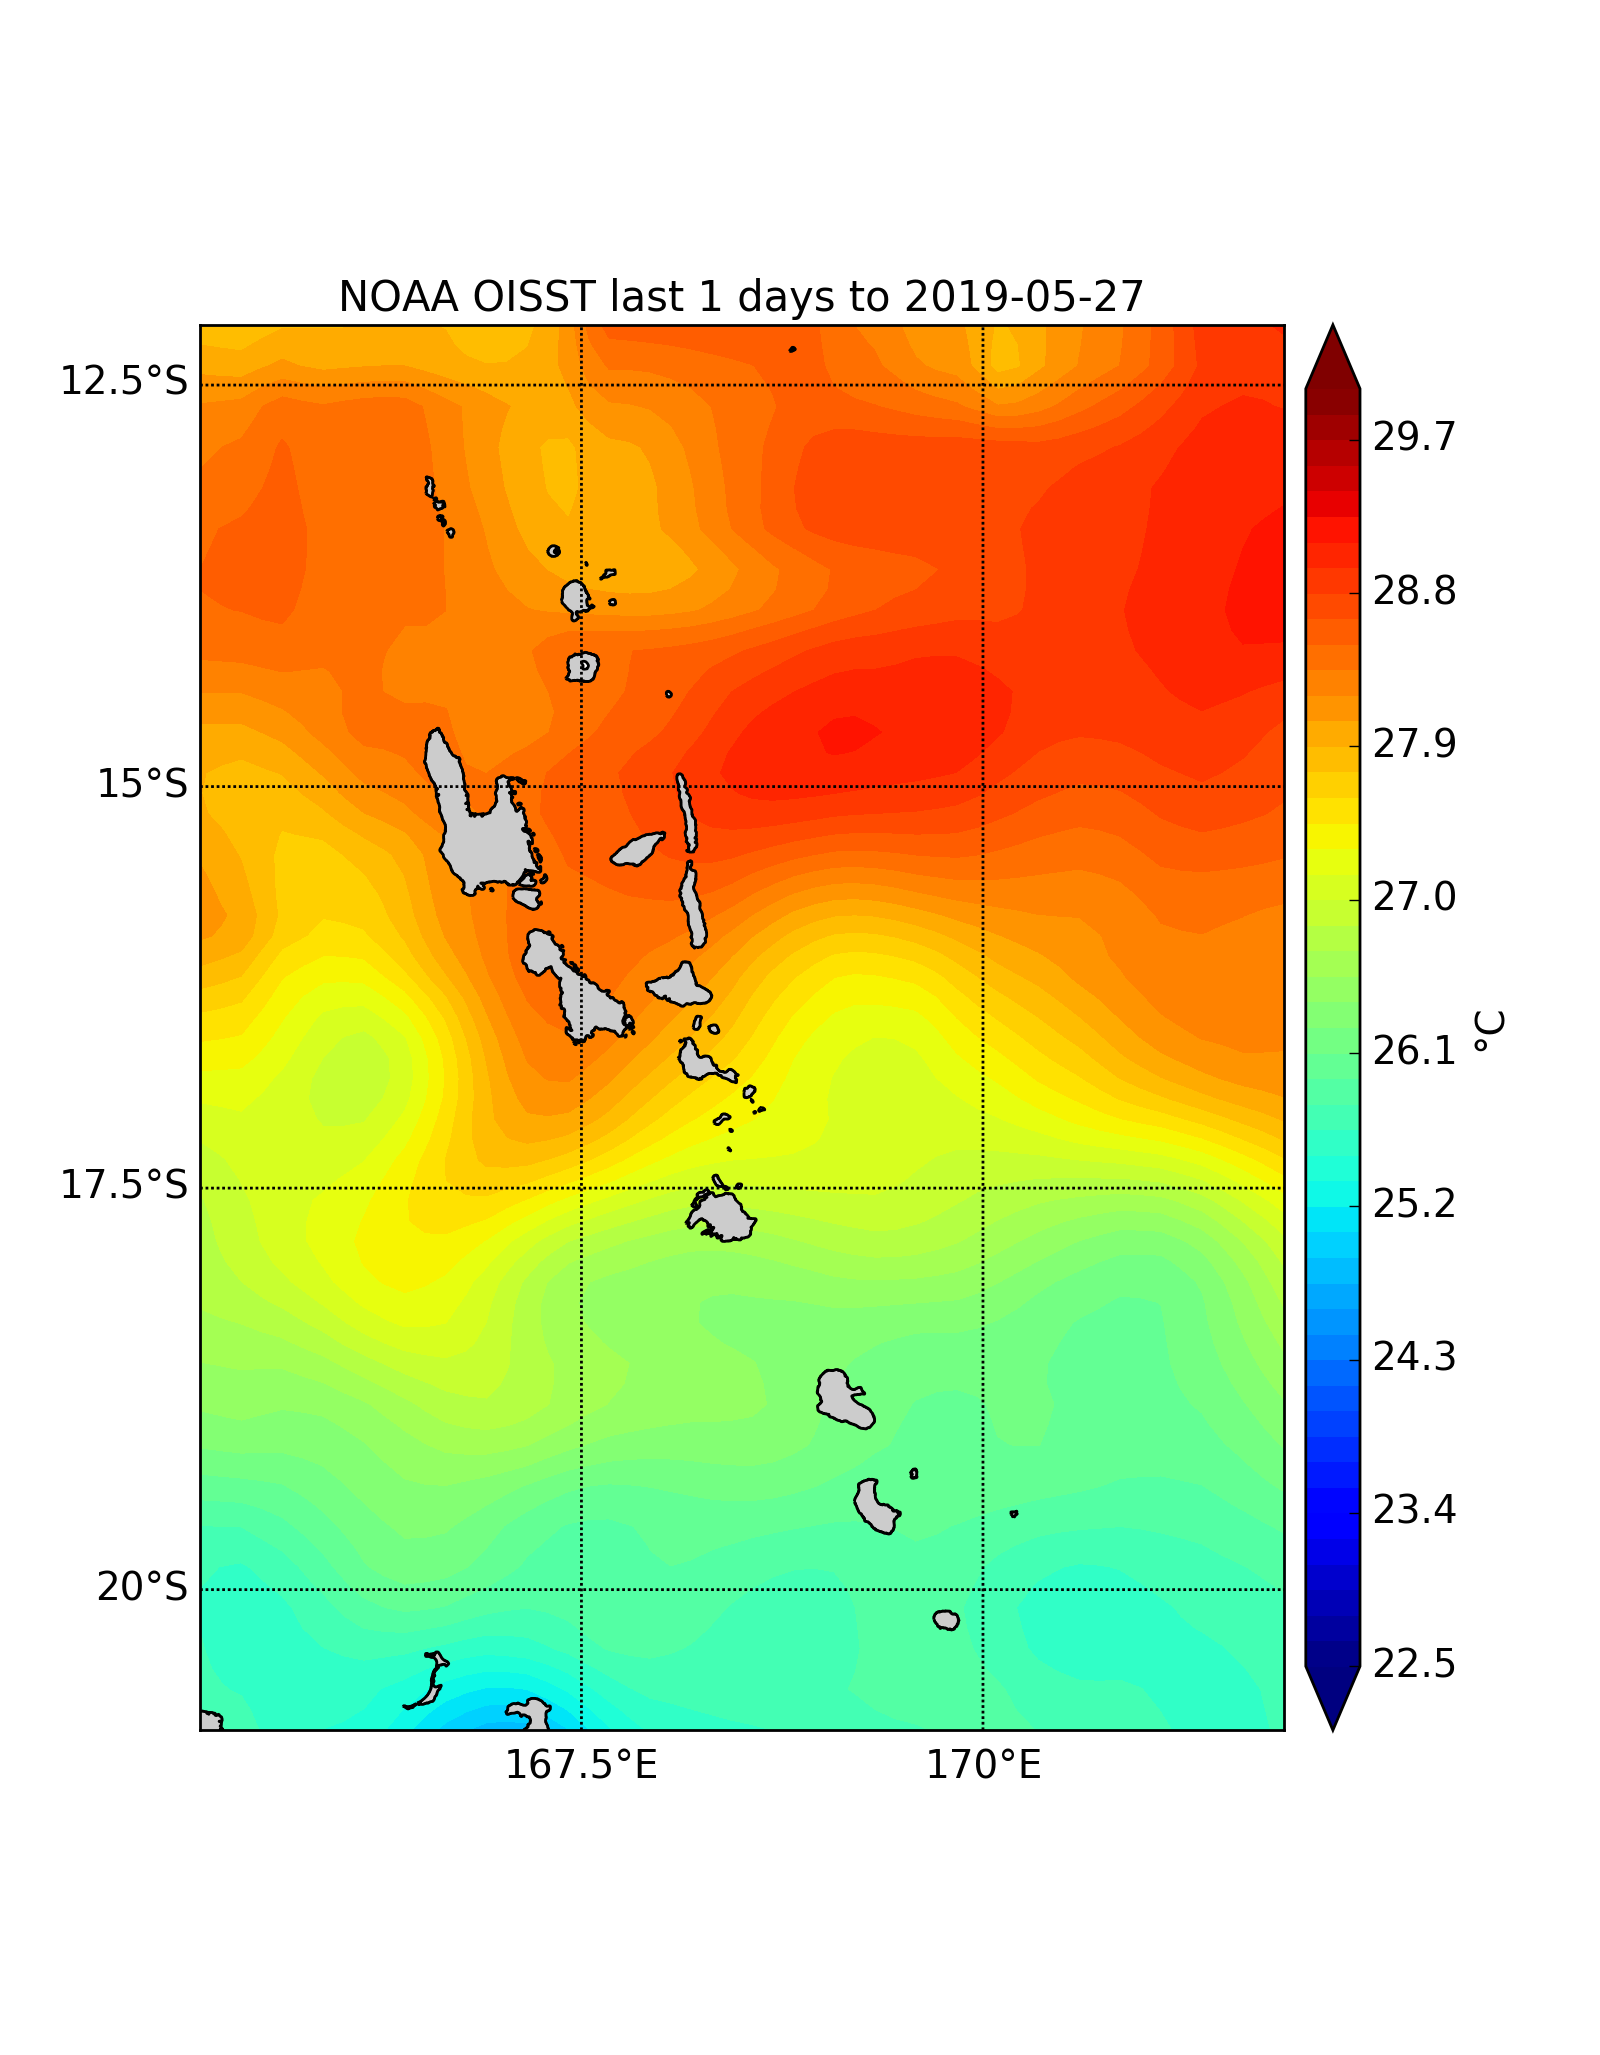 NOAA OISST last 1 days to 2019-05-27
12.5°S
15°S
17.5°S
20°S
167.5°E
170°E
29.7
28.8
27.9
27.0
26.1
25.2
24.3
23.4
22.5
°C